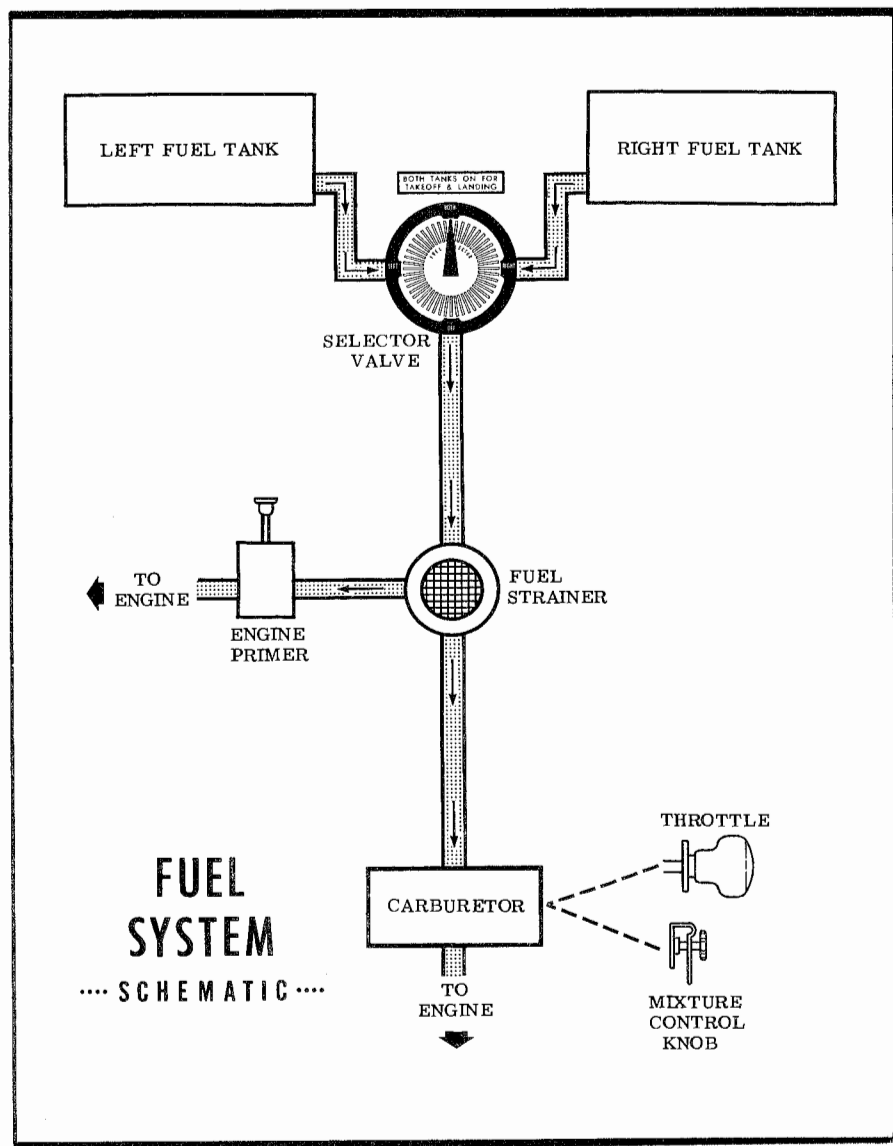 LEFT FUEL TANK
RIGHT FUEL TANK
BOTH TANKS ON FOR
TAKEOFF & LANDING
BOTH
LEFT
RIGHT
FUEL
SELECTOR
VALVE
TO
ENGINE
ENGINE
PRIMER
FUEL
STRAINER
THROTTLE
CARBURETOR
FUEL
SYSTEM
···· SCHEMATIC ····
TO
ENGINE
MIXTURE
CONTROL
KNOB